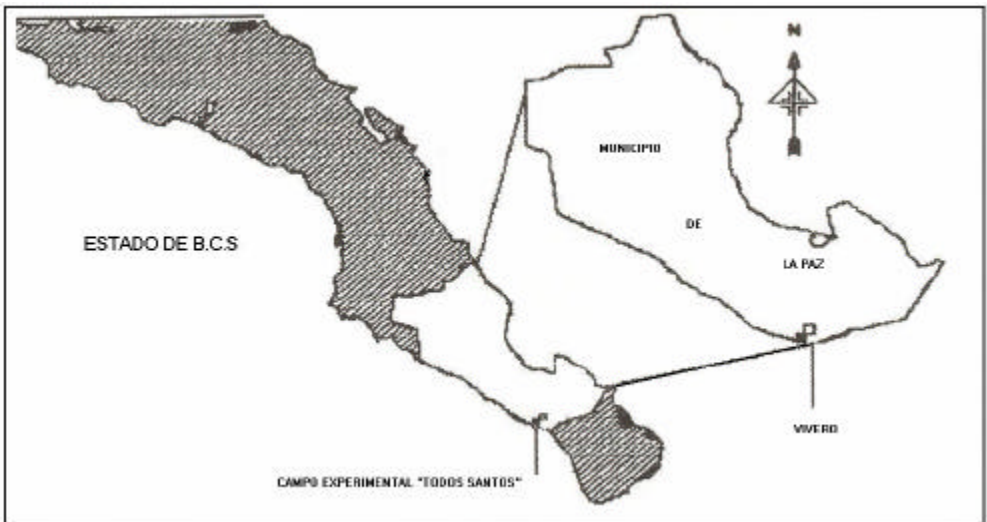 N
MUNICIPIO
DE
LA PAZ
ESTADO DE B.C.S
VIVERO
CAMPO EXPERIMENTAL "TODOS SANTOS"